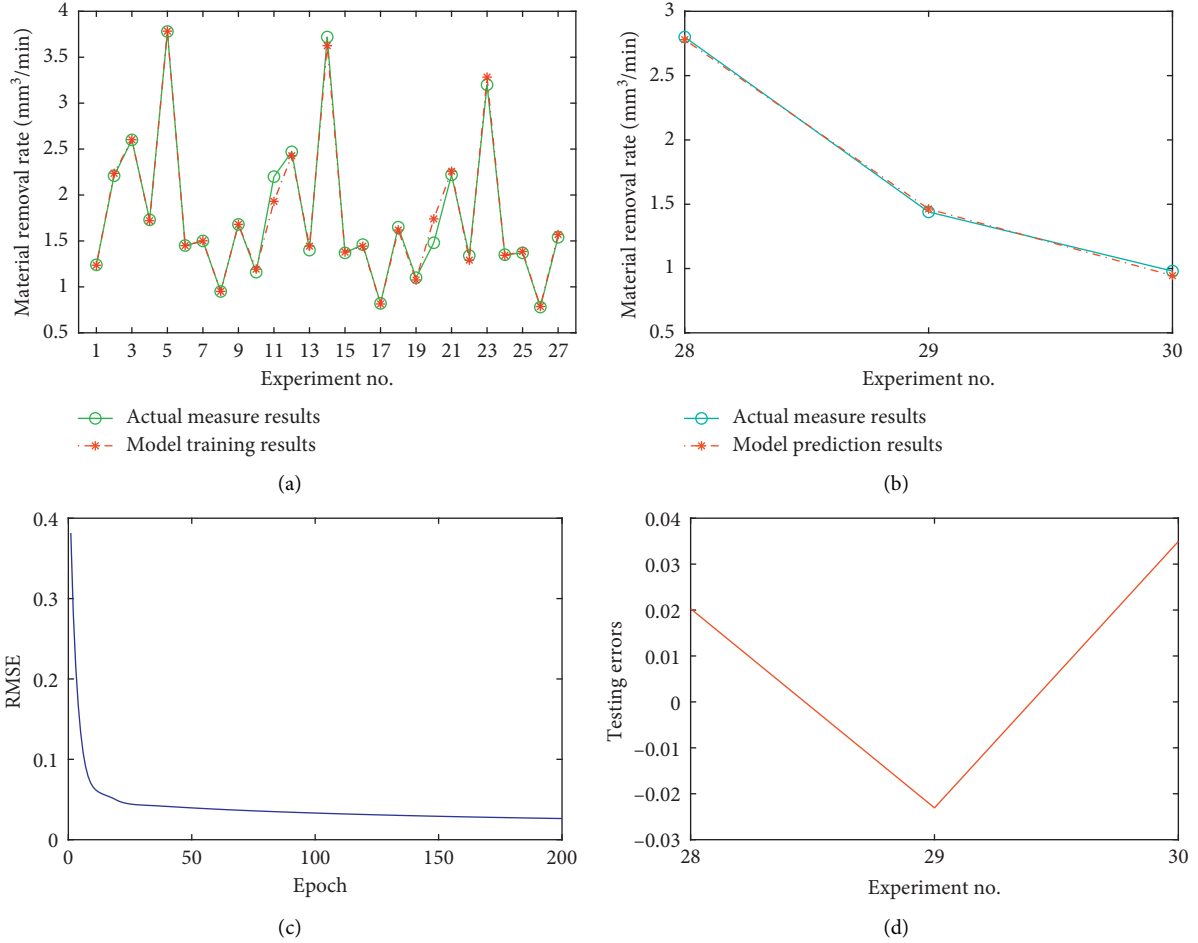 4
3.5
3
2.5
2
1.5
1
0.5
Material removal rate (mm³/min)
1 3 5 7 9 11 13 15 17 19 21 23 25 27
Experiment no.
Actual measure results
Model training results
(a)
3
2.5
2
1.5
1
0.5
Material removal rate (mm³/min)
28 29 30
Experiment no.
Actual measure results
Model prediction results
(b)
0.4
0.3
0.2
0.1
0
RMSE
0 50 100 150 200
Epoch
(c)
0.04
0.03
0.02
0.01
0
–0.01
–0.02
–0.03
Testing errors
28 29 30
Experiment no.
(d)